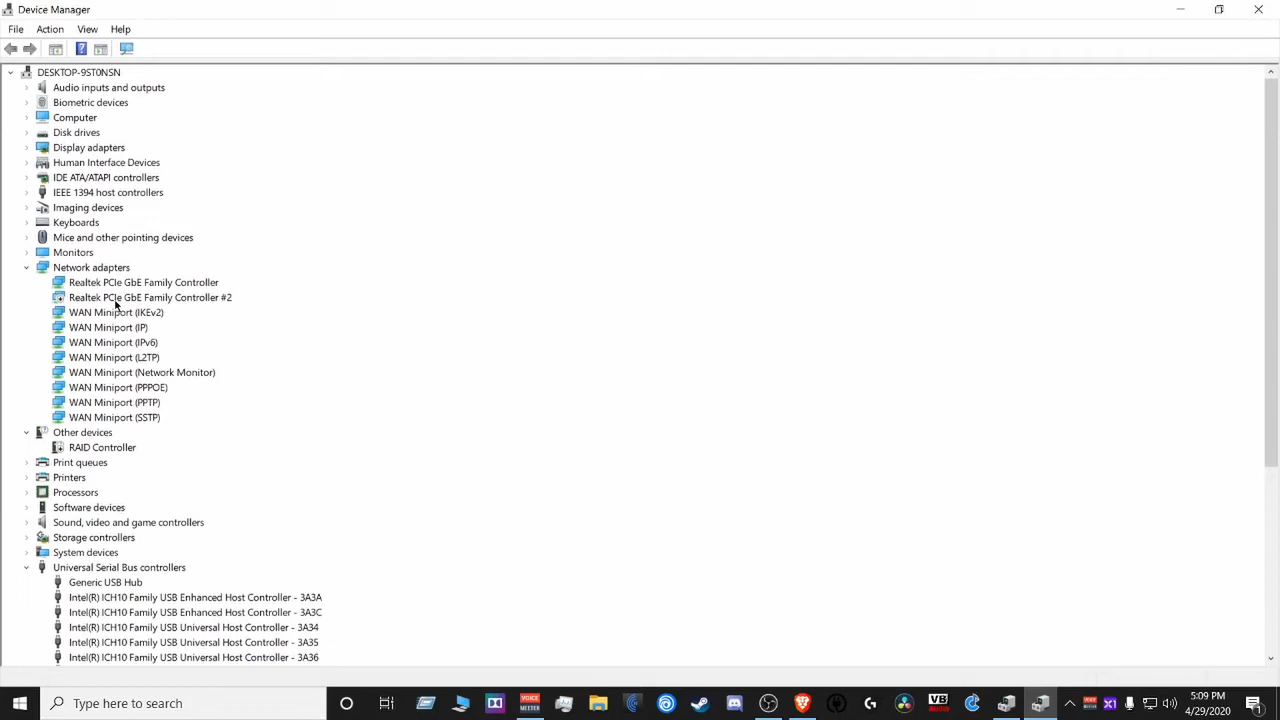 Device Manager
File Action View Help
DESKTOP-9ST0NSN
Audio inputs and outputs
Biometric devices
Computer
Disk drives
Display adapters
Human Interface Devices
IDE ATA/ATAPI controllers
IEEE 1394 host controllers
Imaging devices
Keyboards
Mice and other pointing devices
Monitors
Network adapters
Realtek PCIe GbE Family Controller
Realtek PCIe GbE Family Controller #2
WAN Miniport (IKEv2)
WAN Miniport (IP)
WAN Miniport (IPv6)
WAN Miniport (L2TP)
WAN Miniport (Network Monitor)
WAN Miniport (PPPOE)
WAN Miniport (PPTP)
WAN Miniport (SSTP)
Other devices
RAID Controller
Print queues
Printers
Processors
Software devices
Sound, video and game controllers
Storage controllers
System devices
Universal Serial Bus controllers
Generic USB Hub
Intel(R) ICH10 Family USB Enhanced Host Controller - 3A3A
Intel(R) ICH10 Family USB Enhanced Host Controller - 3A3C
Intel(R) ICH10 Family USB Universal Host Controller - 3A34
Intel(R) ICH10 Family USB Universal Host Controller - 3A35
Intel(R) ICH10 Family USB Universal Host Controller - 3A36
Type here to search
VOICE
MEETER
VB
X1
5:09 PM
4/29/2020
1